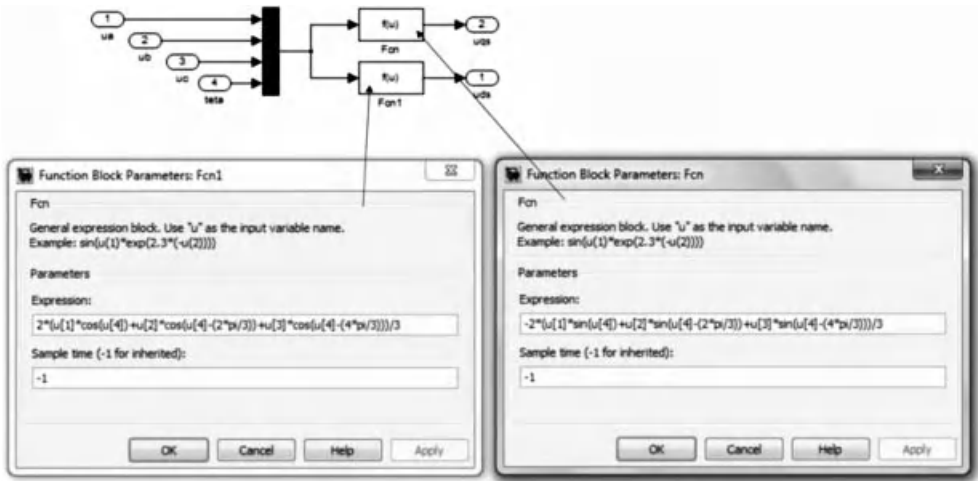 1
ua
2
ub
3
uc
4
teta
f(u)
Fcn
2
uqs
f(u)
Fcn1
1
uds
Function Block Parameters: Fcn1
Fcn
General expression block. Use "u" as the input variable name.
Example: sin(u(1)*exp(2.3*(-u(2))))
Parameters
Expression:
2*(u[1]*cos(u[4])+u[2]*cos(u[4]-(2*pi/3))+u[3]*cos(u[4]-(4*pi/3)))/3
Sample time (-1 for inherited):
-1
OK Cancel Help Apply
Function Block Parameters: Fcn
Fcn
General expression block. Use "u" as the input variable name.
Example: sin(u(1)*exp(2.3*(-u(2))))
Parameters
Expression:
-2*(u[1]*sin(u[4])+u[2]*sin(u[4]-(2*pi/3))+u[3]*sin(u[4]-(4*pi/3)))/3
Sample time (-1 for inherited):
-1
OK Cancel Help Apply